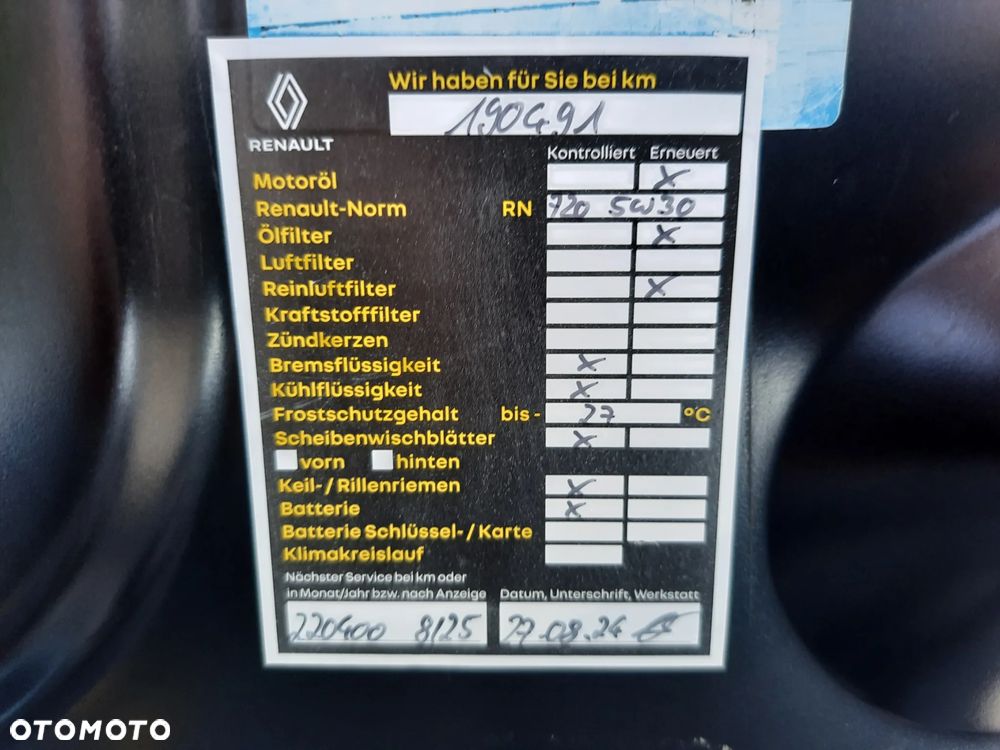 Wir haben für Sie bei km
190491
RENAULT
Kontrolliert Erneuert
Motoröl X
Renault-Norm RN 720 5W30
Ölfilter X
Luftfilter
Reinluftfilter X
Kraftstofffilter
Zündkerzen
Bremsflüssigkeit X
Kühlflüssigkeit X
Frostschutzgehalt bis - 27 °C
Scheibenwischblätter X
vorn hinten
Keil-/Rillenriemen X
Batterie X
Batterie Schlüssel-/Karte
Klimakreislauf
Nächster Service bei km oder
in Monat/Jahr bzw. nach Anzeige Datum, Unterschrift, Werkstatt
220400 8/25 27.08.24
OTOMOTO